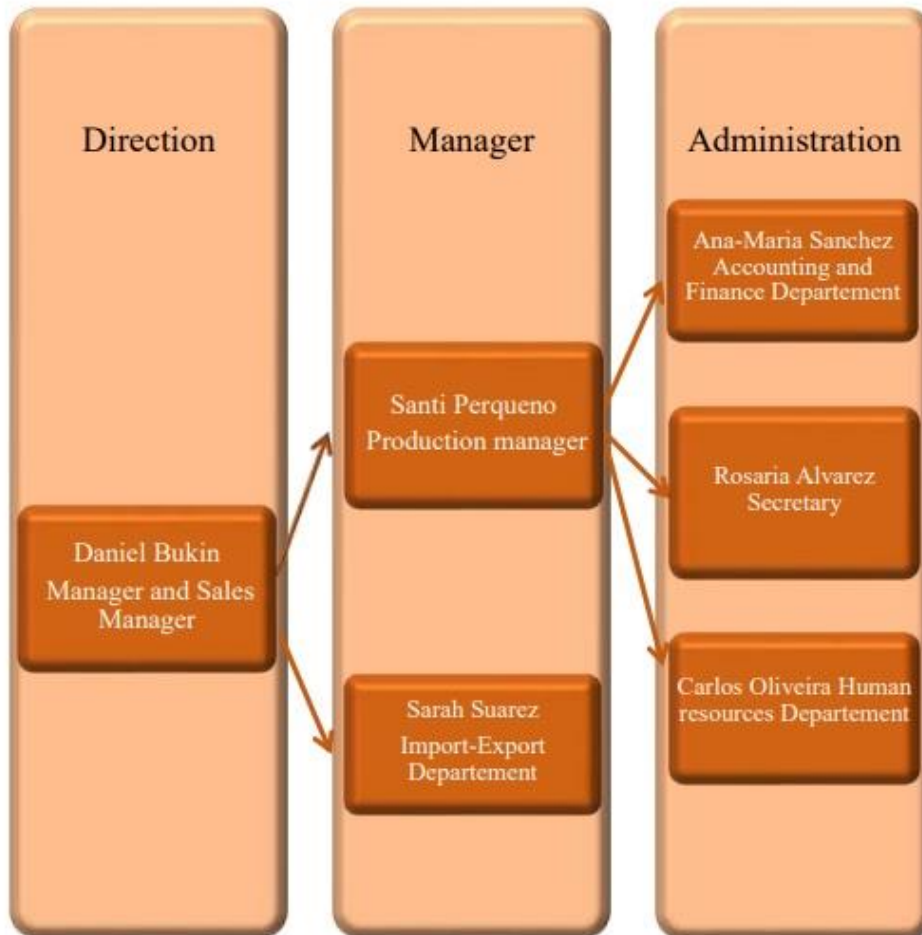 Direction
Daniel Bukin
Manager and Sales
Manager
Manager
Santi Perqueno
Production manager
Sarah Suarez
Import-Export
Departement
Administration
Ana-Maria Sanchez
Accounting and
Finance Departement
Rosaria Alvarez
Secretary
Carlos Oliveira Human
resources Departement